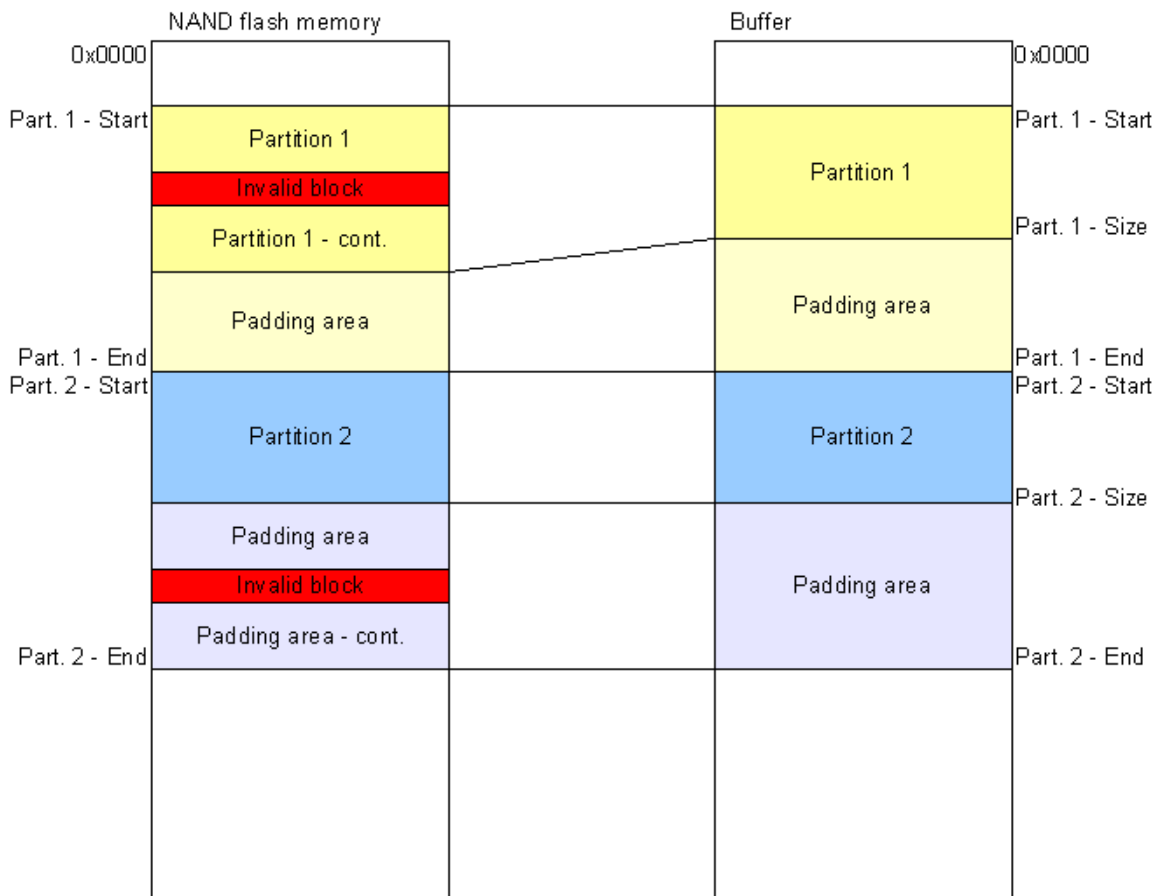 NAND flash memory
Buffer
0x0000
0x0000
Part. 1 - Start
Partition 1
Partition 1
Part. 1 - Start
Invalid block
Partition 1 - cont.
Part. 1 - Size
Padding area
Padding area
Part. 1 - End
Part. 1 - End
Part. 2 - Start
Part. 2 - Start
Partition 2
Partition 2
Part. 2 - Size
Padding area
Invalid block
Padding area
Padding area - cont.
Part. 2 - End
Part. 2 - End